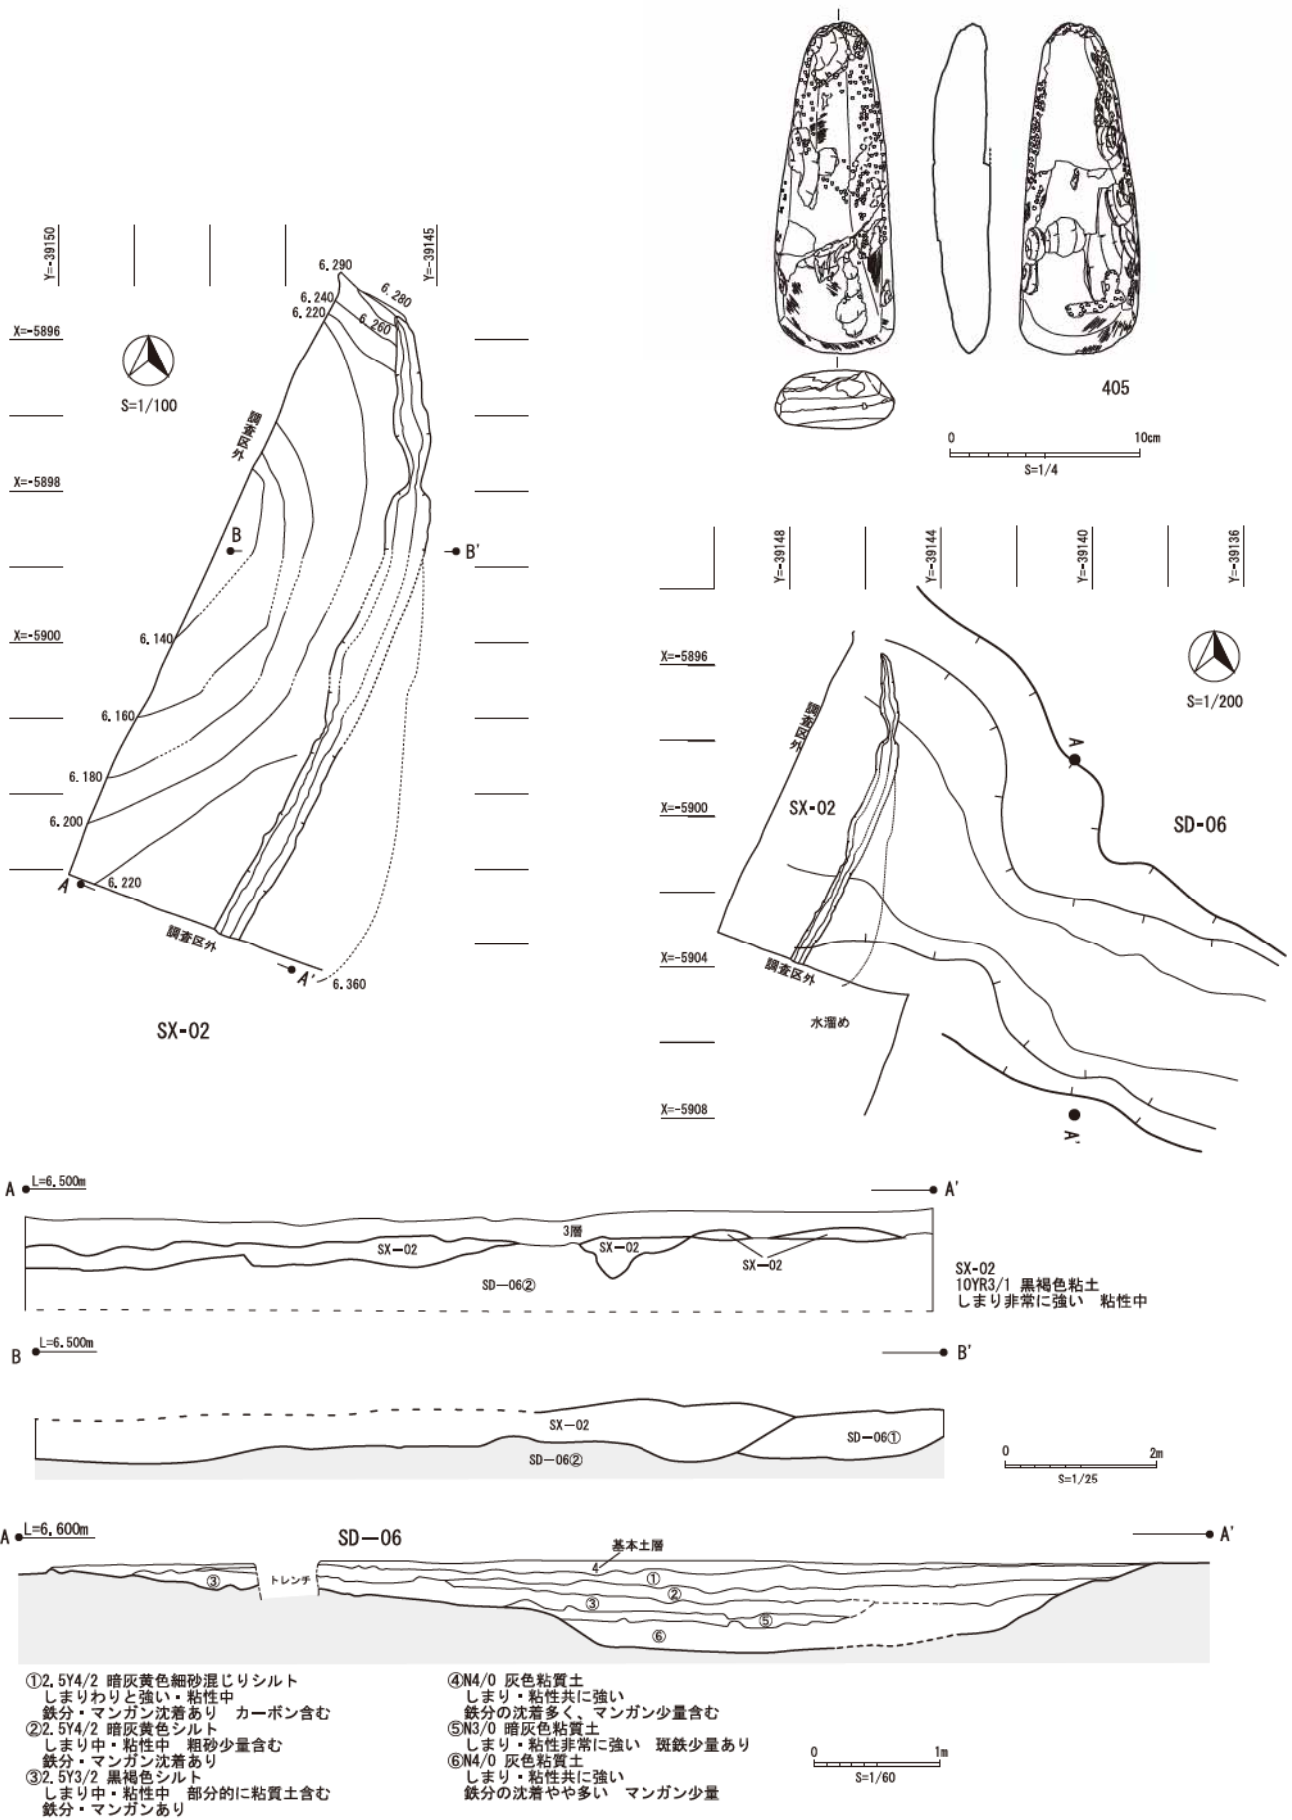 Y=-39150
Y=-39145
6.290
6.280
6.240
6.220
6.260
X=-5896
S=1/100
調査区外
X=-5898
B
B'
X=-5900
6.140
6.160
6.180
6.200
6.220
A
調査区外
A'
6.360
SX-02
405
0 10cm
S=1/4
Y=-39148
Y=-39144
Y=-39140
Y=-39136
X=-5896
S=1/200
調査区外
A
SX-02
X=-5900
SD-06
X=-5904
調査区外
水溜め
X=-5908
A'
A L=6.500m A'
3層
SX-02
SX-02
SX-02
SD-06②
SX-02
10YR3/1 黒褐色粘土
しまり非常に強い 粘性中
B L=6.500m B'
SX-02
SD-06①
SD-06②
0 2m
S=1/25
A L=6.600m SD-06 A'
基本土層
4
①
②
③
トレンチ
③
⑤
⑥
①2.5Y4/2 暗灰黄色細砂混じりシルト
しまりわりと強い・粘性中
鉄分・マンガン沈着あり カーボン含む
②2.5Y4/2 暗灰黄色シルト
しまり中・粘性中 粗砂少量含む
鉄分・マンガン沈着あり
③2.5Y3/2 黒褐色シルト
しまり中・粘性中 部分的に粘質土含む
鉄分・マンガンあり
④N4/0 灰色粘質土
しまり・粘性共に強い
鉄分の沈着多く、マンガン少量含む
⑤N3/0 暗灰色粘質土
しまり・粘性非常に強い 斑鉄少量あり
⑥N4/0 灰色粘質土
しまり・粘性共に強い
鉄分の沈着やや多い マンガン少量
0 1m
S=1/60